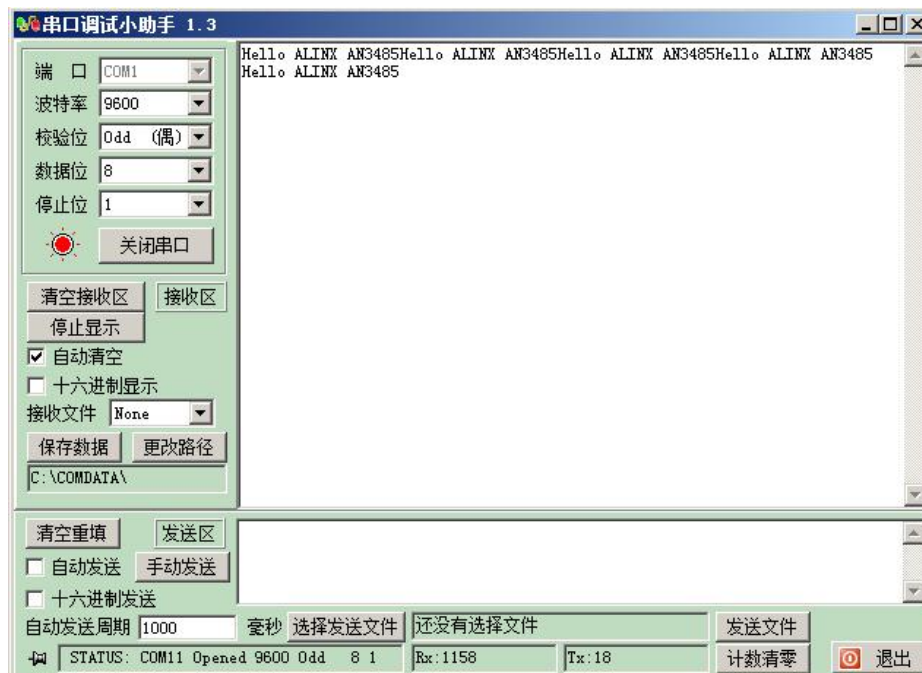 串口调试小助手 1.3
端 口 COM1
波特率 9600
校验位 Odd (偶)
数据位 8
停止位 1
关闭串口
清空接收区 接收区
停止显示
自动清空
十六进制显示
接收文件 None
保存数据 更改路径
C:\COMDATA\
Hello ALINX AN3485Hello ALINX AN3485Hello ALINX AN3485Hello ALINX AN3485
Hello ALINX AN3485
清空重填 发送区
自动发送 手动发送
十六进制发送
自动发送周期 1000 毫秒 选择发送文件 还没有选择文件 发送文件
STATUS: COM11 Opened 9600 Odd 8 1 Rx:1158 Tx:18 计数清零 退出